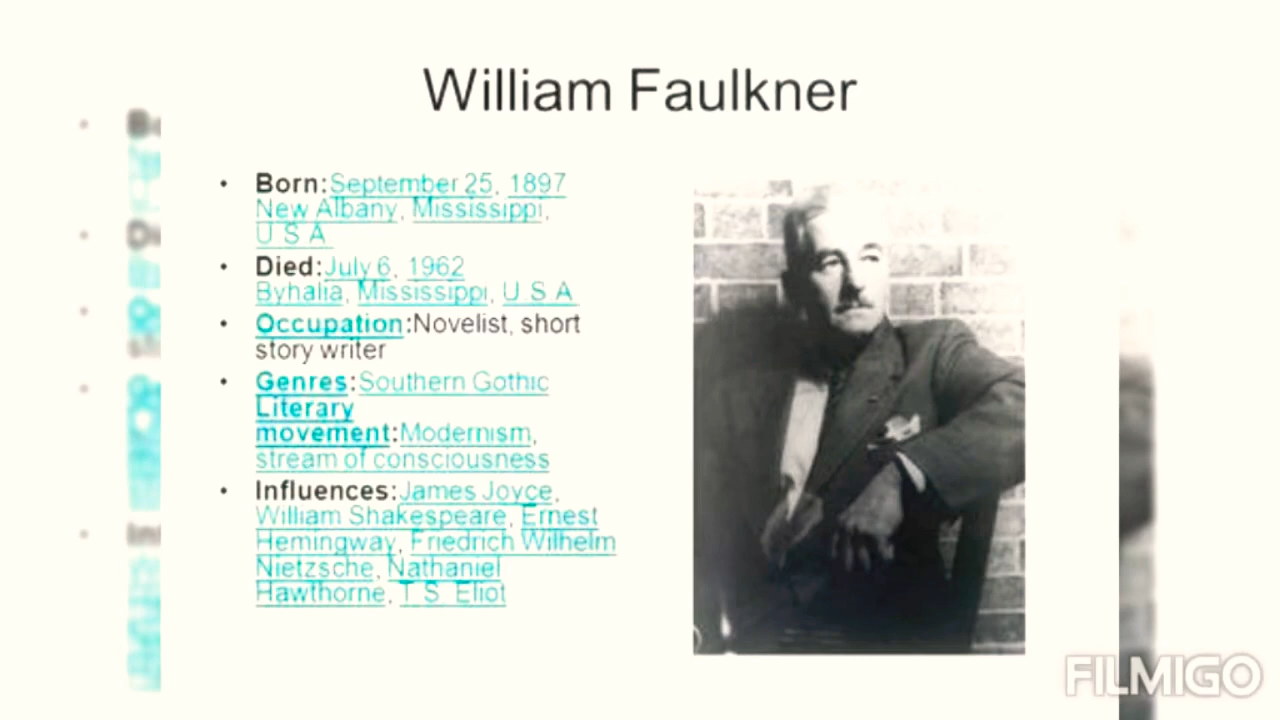 William Faulkner
• Born:September 25, 1897
New Albany, Mississippi,
U S A
• Died:July 6, 1962
Byhalia, Mississippi, U S A
• Occupation:Novelist, short
story writer
• Genres:Southern Gothic
Literary
movement:Modernism,
stream of consciousness
• Influences:James Joyce,
William Shakespeare, Ernest
Hemingway, Friedrich Wilhelm
Nietzsche, Nathaniel
Hawthorne, T S Eliot
FILMIGO